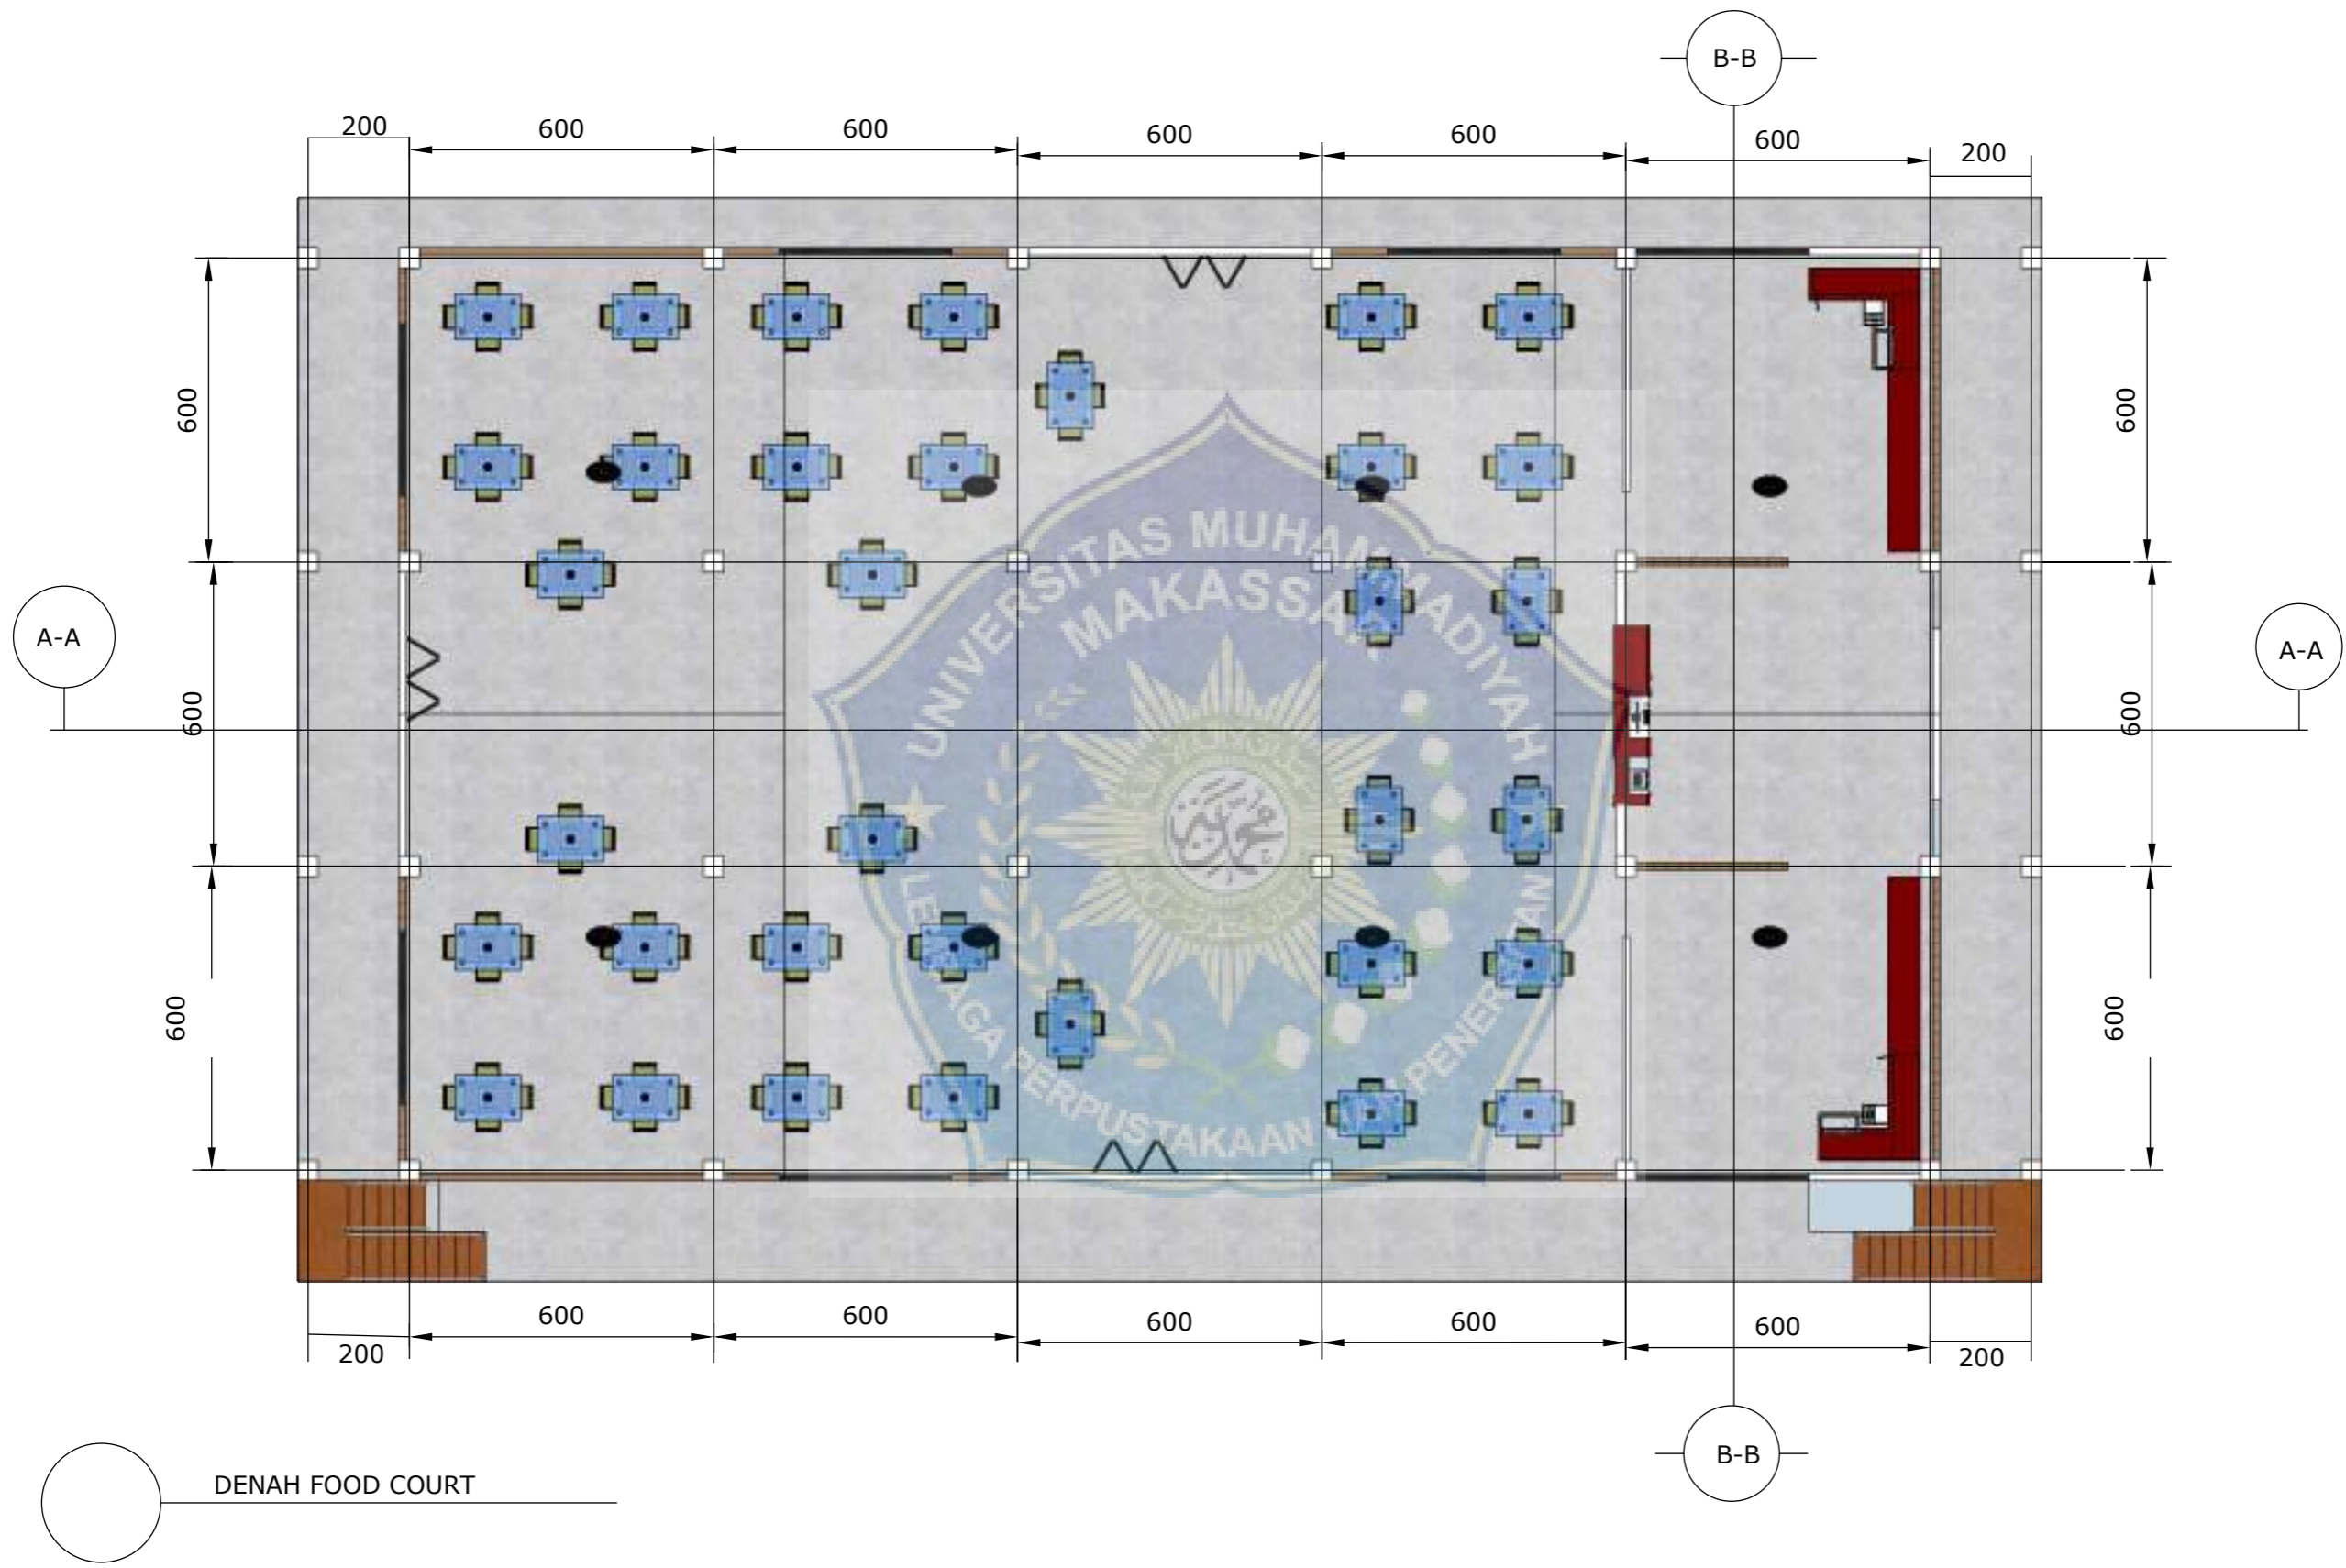 B-B
200 600 600 600 600 600 200
600 600
A-A A-A
600 600
600 600
UNIVERSITAS MUHAMMADIYAH
MAKASSAR
LEMBAGA PERPUSTAKAAN DAN PENERBITAN
600 600 600 600 600
200 200
B-B
DENAH FOOD COURT